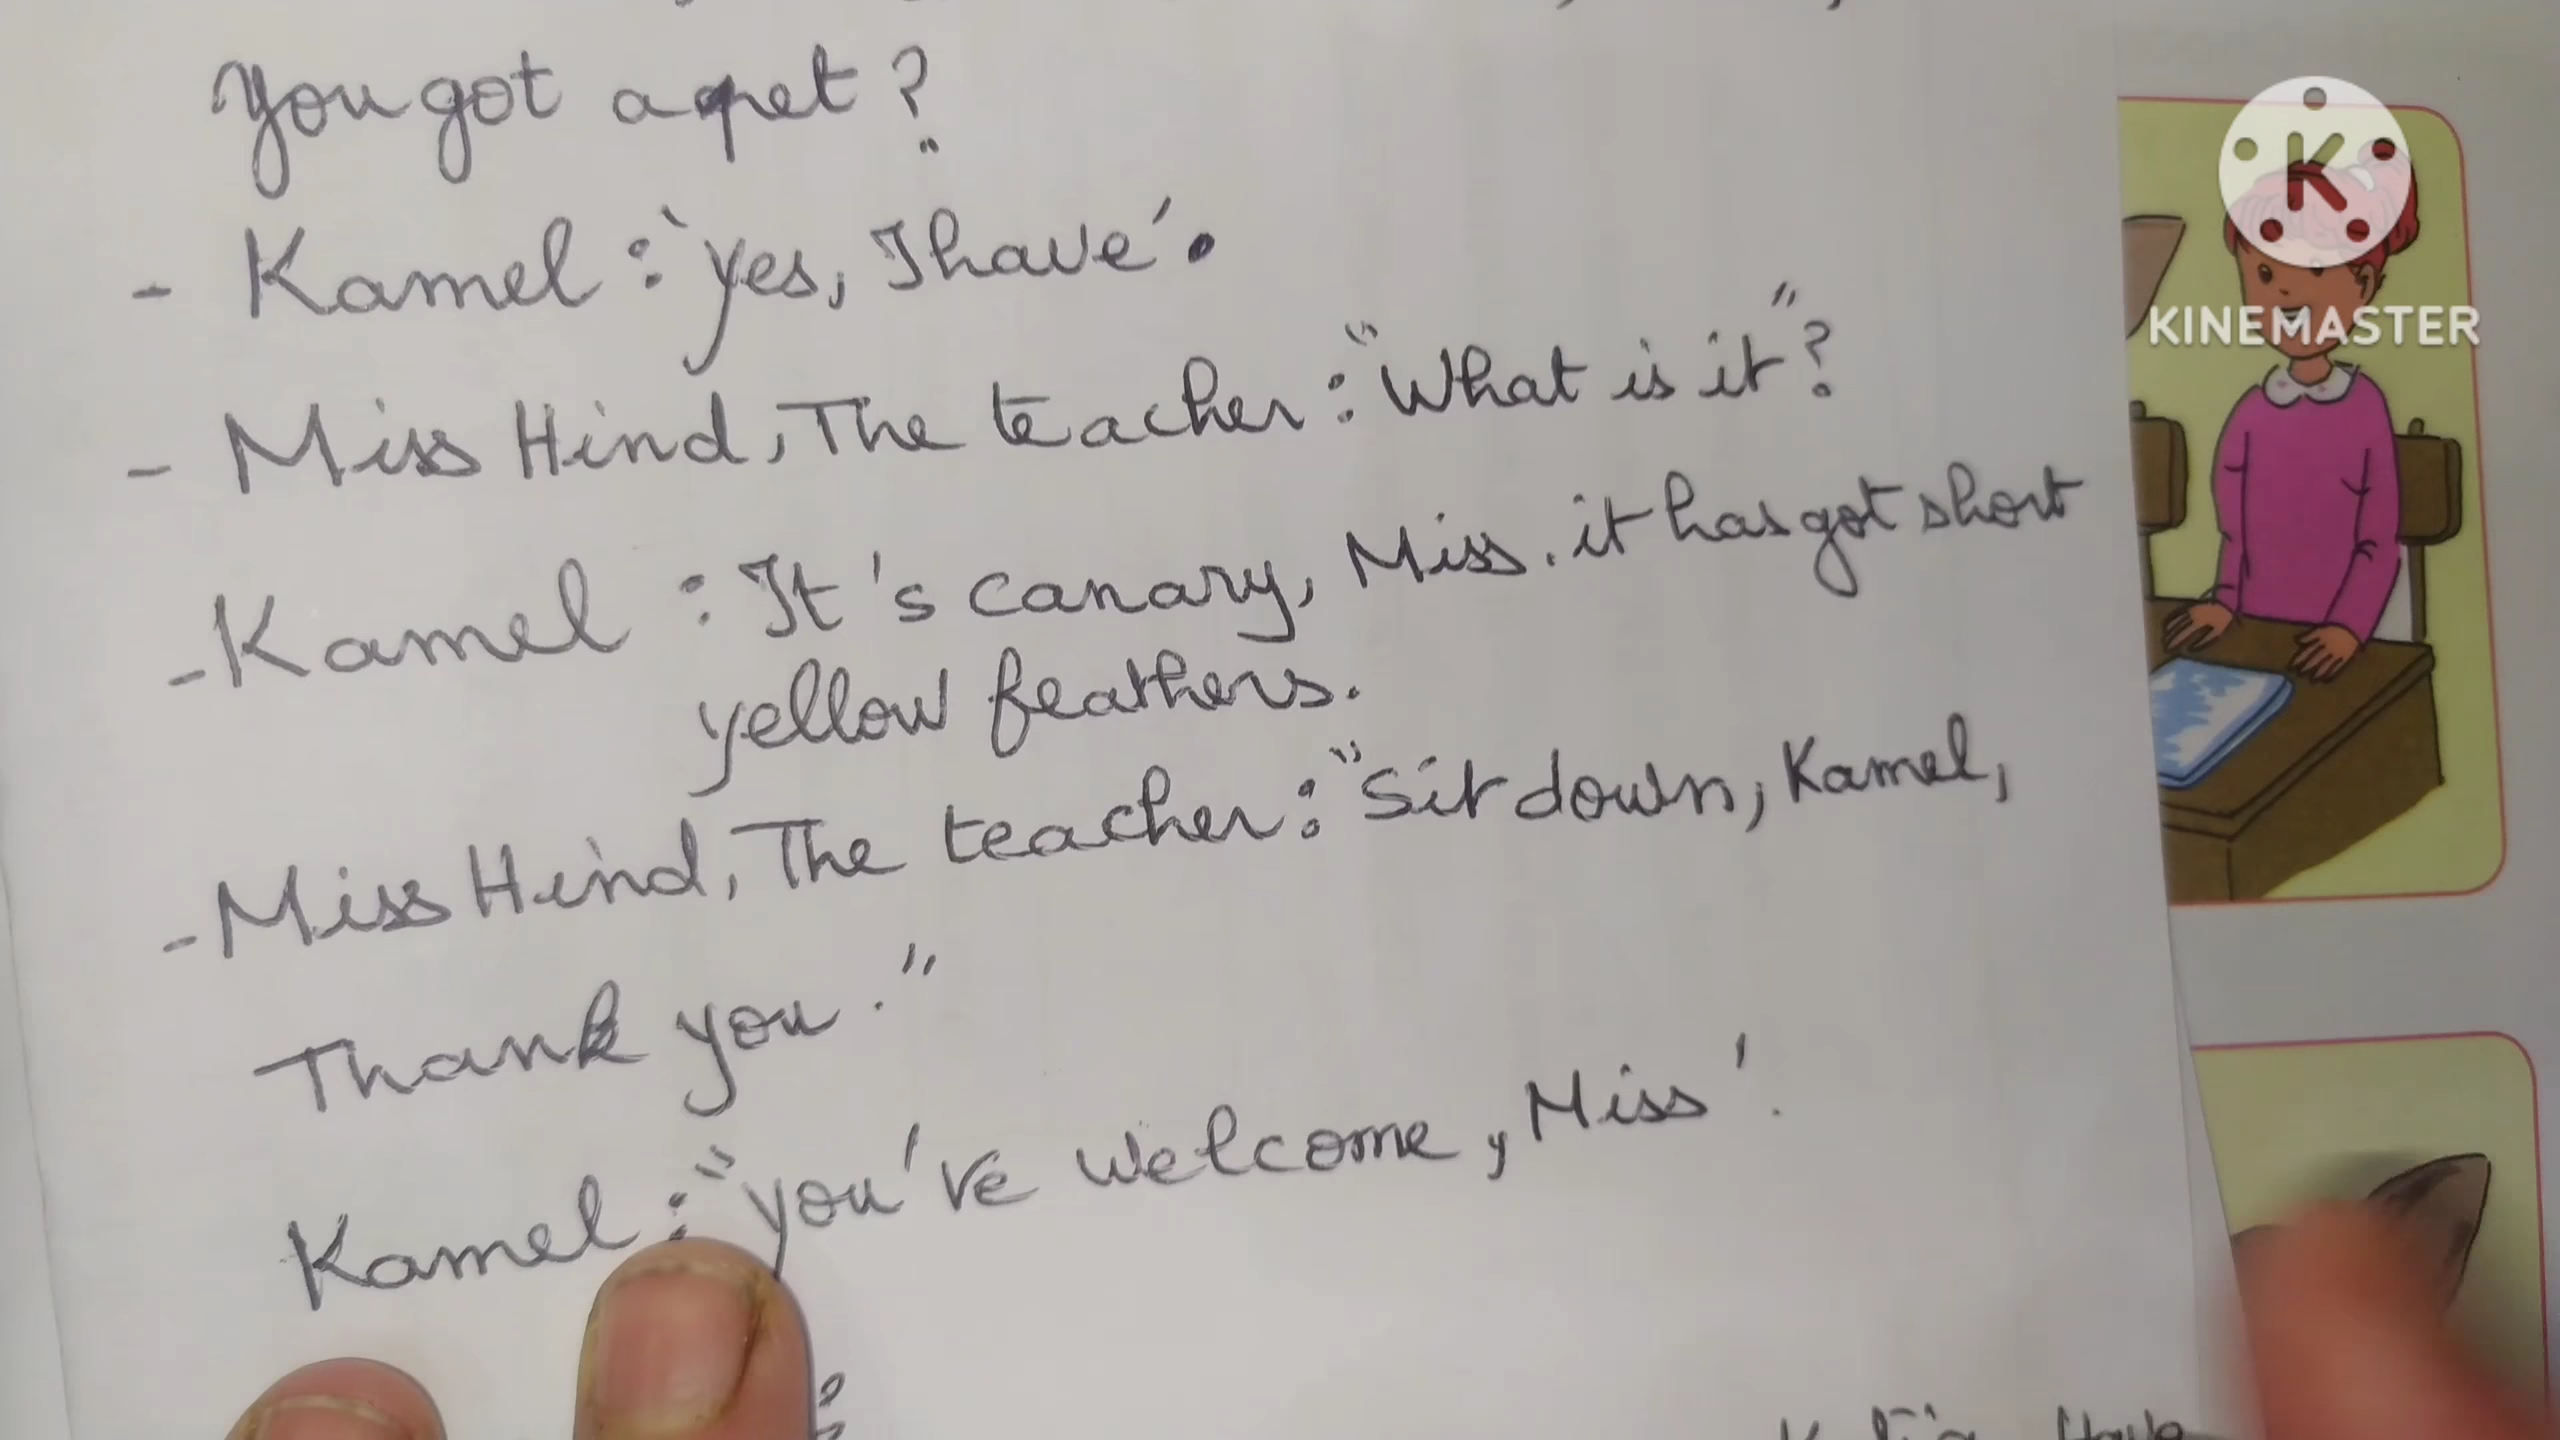 you got a pet ?
- Kamel : 'yes, I have'.
K
KINEMASTER
- Miss Hind, The teacher : "What is it"?
- Kamel : It's canary, Miss. it has got short
yellow feathers.
- Miss Hind, The teacher : "Sit down, Kamel,
Thank you."
Kamel : "you've welcome, Miss'.
Have